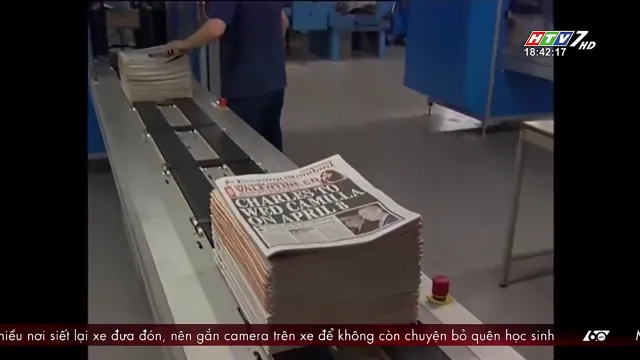 HTV7 HD
18:42:17
Evening Standard
VALENTINE
CHARLES TO
WED CAMILLA
ON APRIL 8
hiều nơi siết lại xe đưa đón, nên gắn camera trên xe để không còn chuyện bỏ quên học sinh